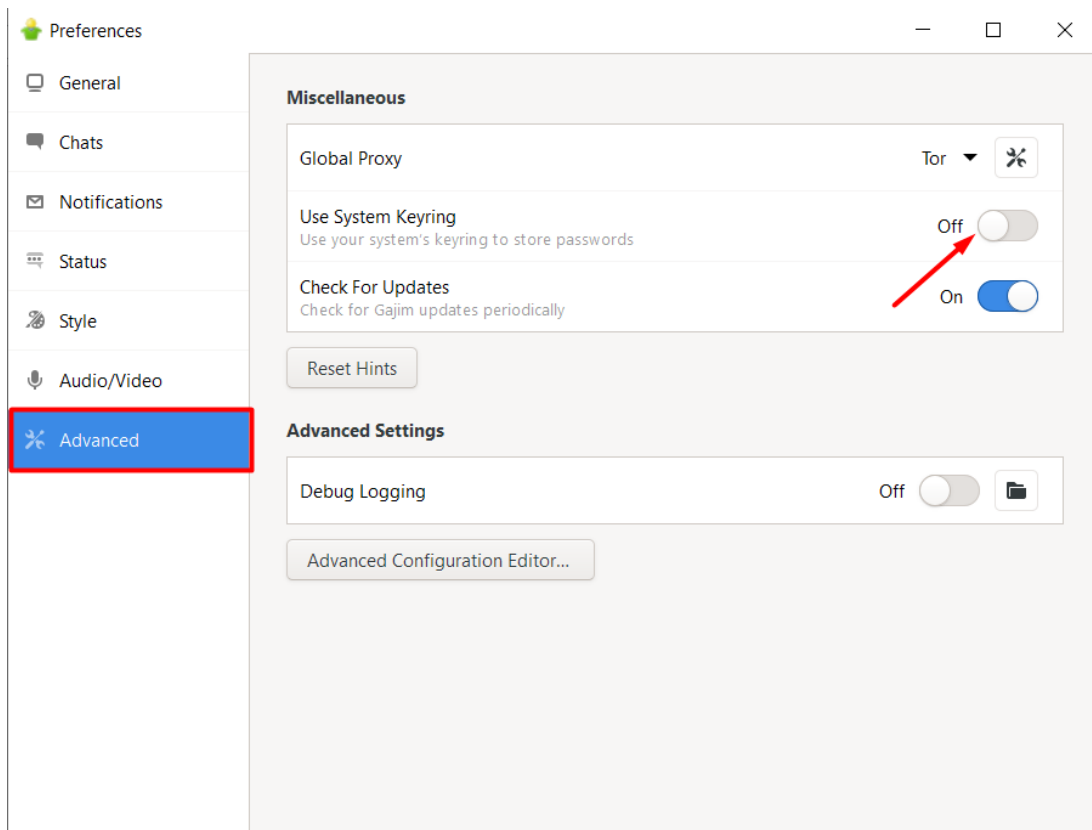 Preferences
General
Chats
Notifications
Status
Style
Audio/Video
Advanced
Miscellaneous
Global Proxy Tor
Use System Keyring Off
Use your system's keyring to store passwords
Check For Updates On
Check for Gajim updates periodically
Reset Hints
Advanced Settings
Debug Logging Off
Advanced Configuration Editor...